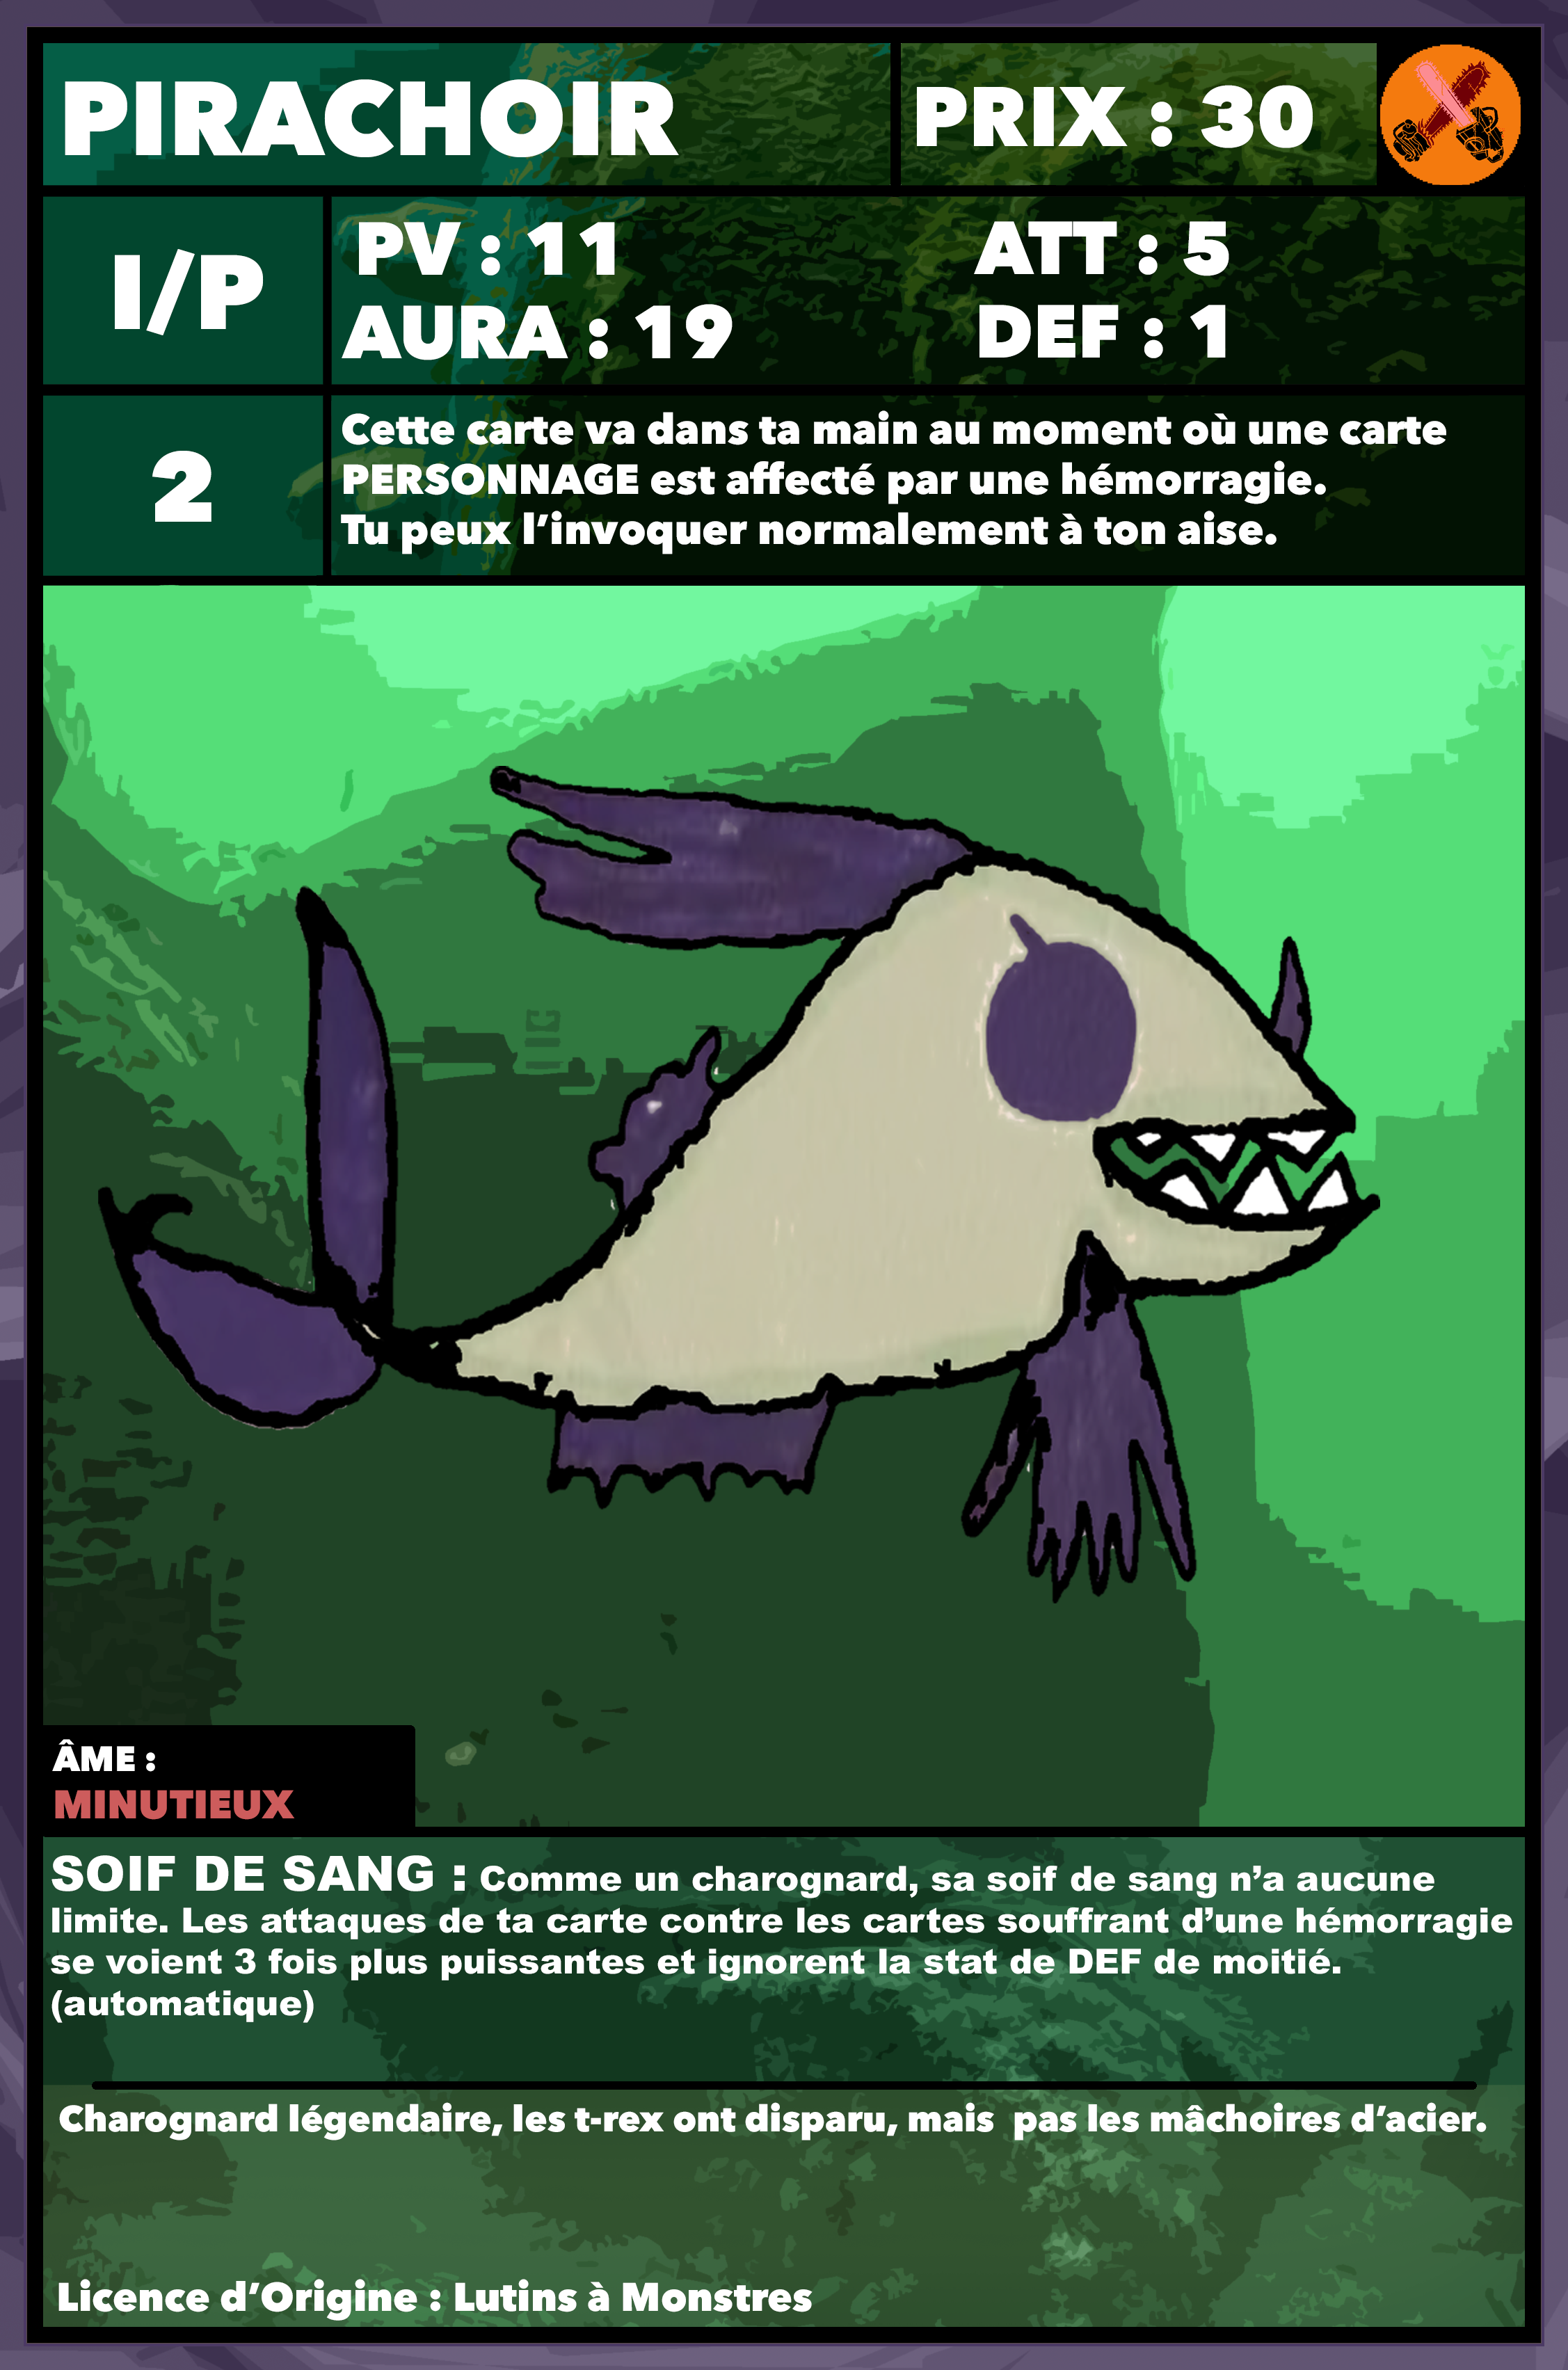 PIRACHOIR
PRIX : 30
I/P
PV : 11
ATT : 5
AURA : 19
DEF : 1
2
Cette carte va dans ta main au moment où une carte
PERSONNAGE est affecté par une hémorragie.
Tu peux l’invoquer normalement à ton aise.
ÂME :
MINUTIEUX
SOIF DE SANG : Comme un charognard, sa soif de sang n’a aucune
limite. Les attaques de ta carte contre les cartes souffrant d’une hémorragie
se voient 3 fois plus puissantes et ignorent la stat de DEF de moitié.
(automatique)
Charognard légendaire, les t-rex ont disparu, mais  pas les mâchoires d’acier.
Licence d’Origine : Lutins à Monstres